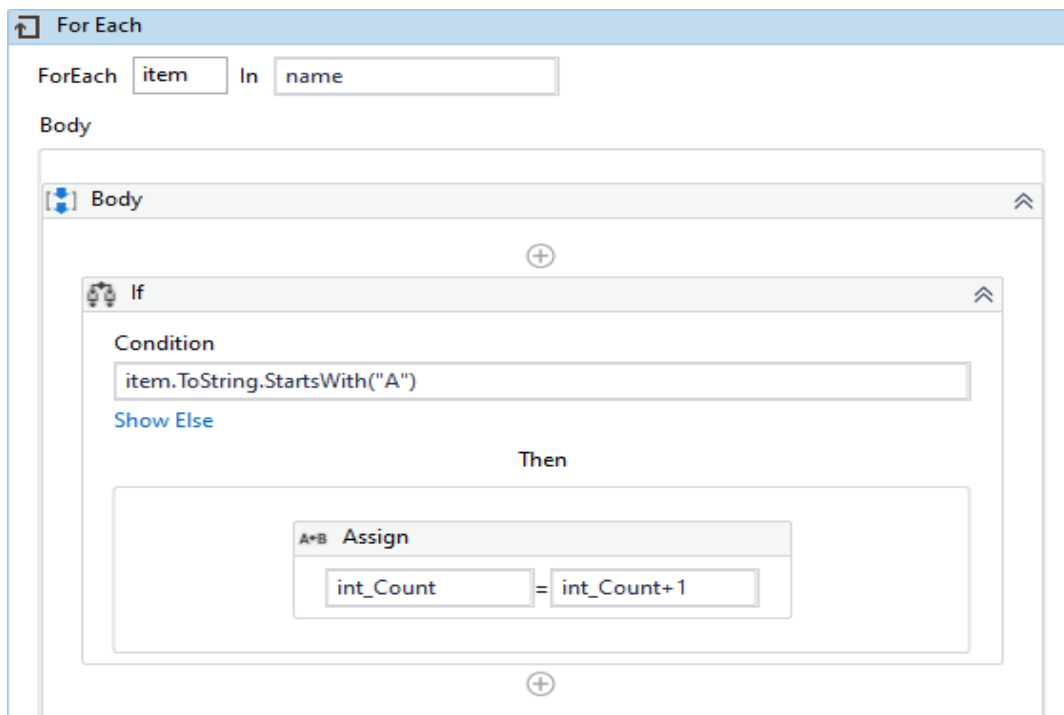 For Each
ForEach item In name
Body
Body
If
Condition
item.ToString.StartsWith("A")
Show Else
Then
A←B Assign
int_Count = int_Count+1